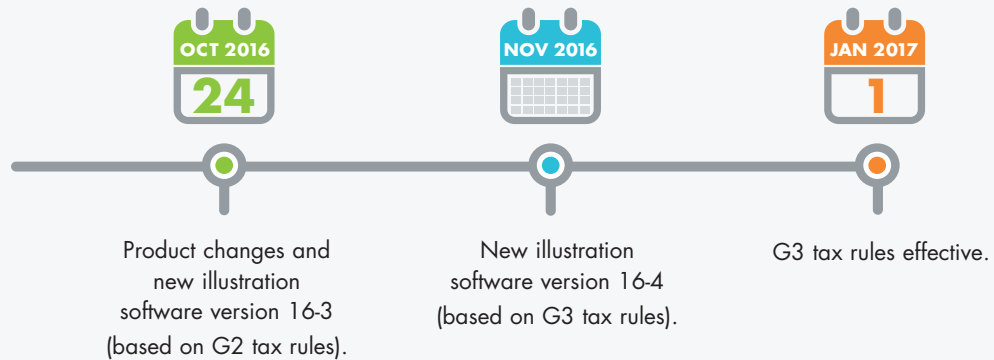 OCT 2016
24
NOV 2016
JAN 2017
1
Product changes and
new illustration
software version 16-3
(based on G2 tax rules).
New illustration
software version 16-4
(based on G3 tax rules).
G3 tax rules effective.